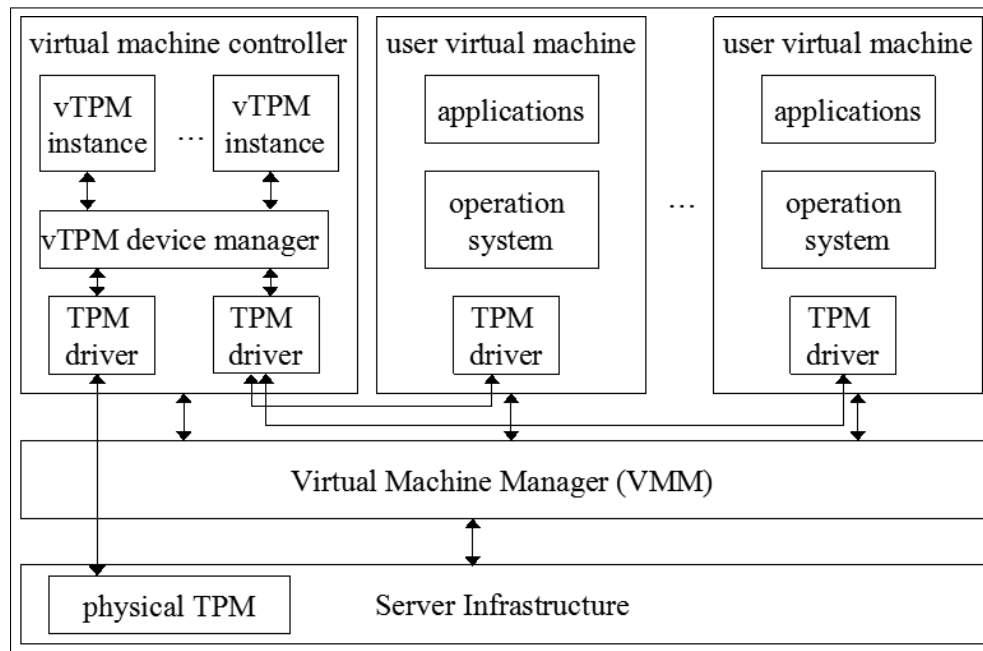 virtual machine controller
vTPM
instance
...
vTPM
instance
vTPM device manager
TPM
driver
TPM
driver
user virtual machine
applications
operation
system
TPM
driver
...
user virtual machine
applications
operation
system
TPM
driver
Virtual Machine Manager (VMM)
physical TPM
Server Infrastructure